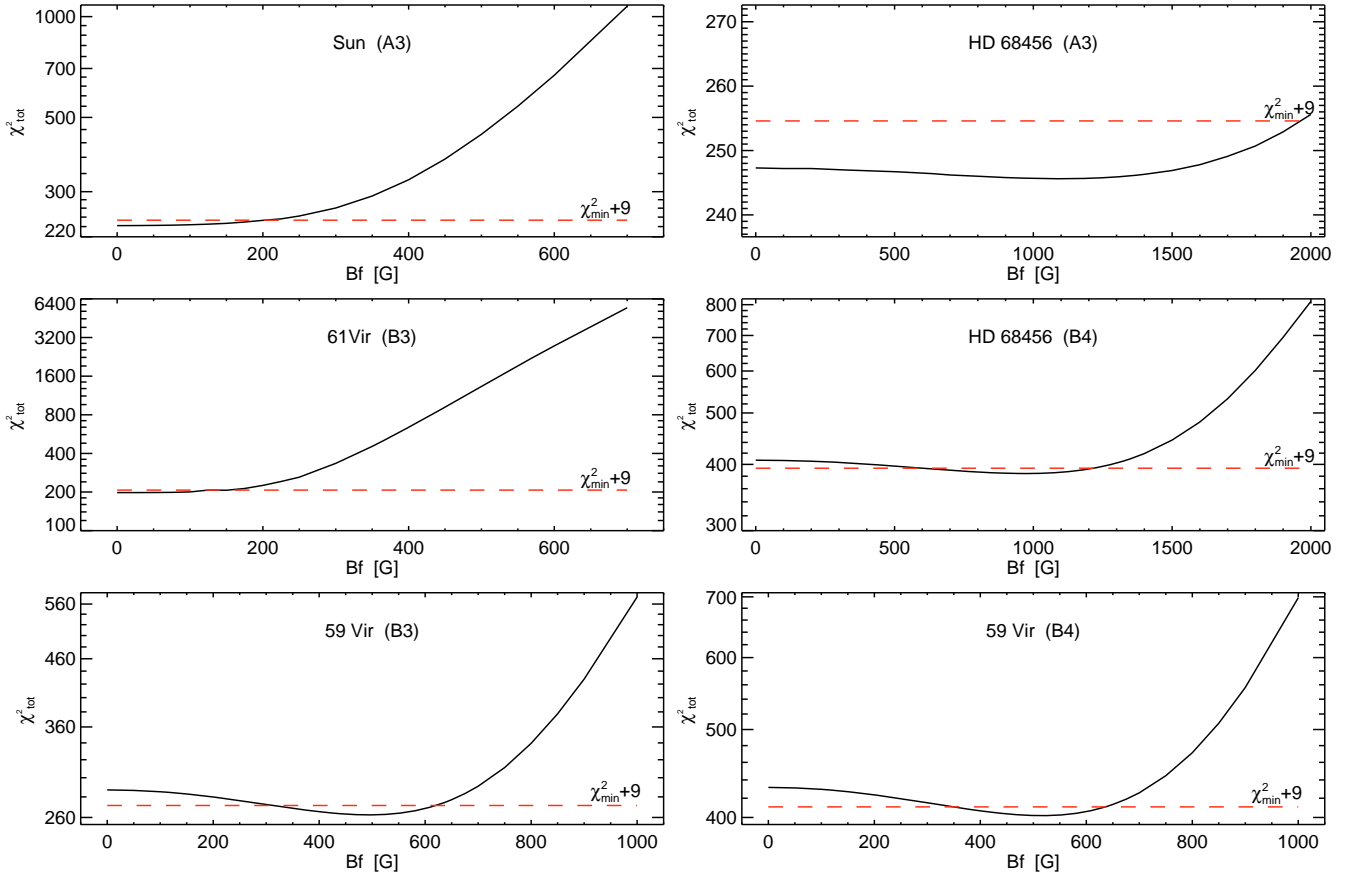 1000
700
500
300
220
χ²tot
Sun (A3)
χ²min+9
0 200 400 600
Bf [G]
270
260
250
240
χ²tot
HD 68456 (A3)
χ²min+9
0 500 1000 1500 2000
Bf [G]
6400
3200
1600
800
400
200
100
χ²tot
61Vir (B3)
χ²min+9
0 200 400 600
Bf [G]
800
700
600
500
400
300
χ²tot
HD 68456 (B4)
χ²min+9
0 500 1000 1500 2000
Bf [G]
560
460
360
260
χ²tot
59 Vir (B3)
χ²min+9
0 200 400 600 800 1000
Bf [G]
700
600
500
400
χ²tot
59 Vir (B4)
χ²min+9
0 200 400 600 800 1000
Bf [G]